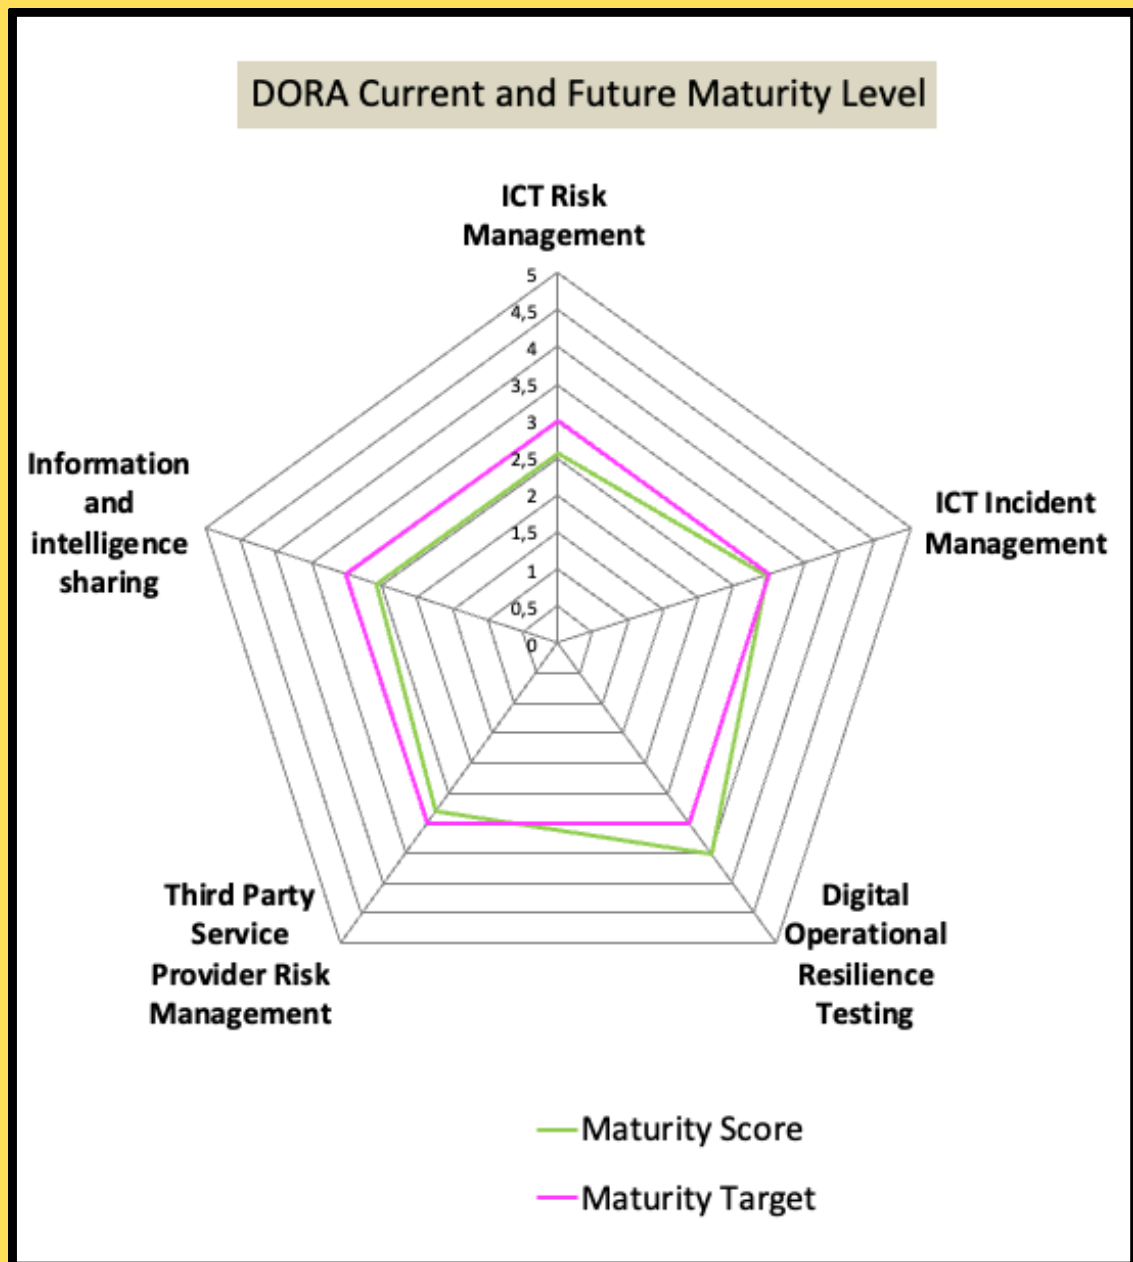 DORA Current and Future Maturity Level
ICT Risk
Management
5
4,5
4
3,5
3
2,5
2
1,5
1
0,5
0
Information
and
intelligence
sharing
ICT Incident
Management
Third Party
Service
Provider Risk
Management
Digital
Operational
Resilience
Testing
Maturity Score
Maturity Target